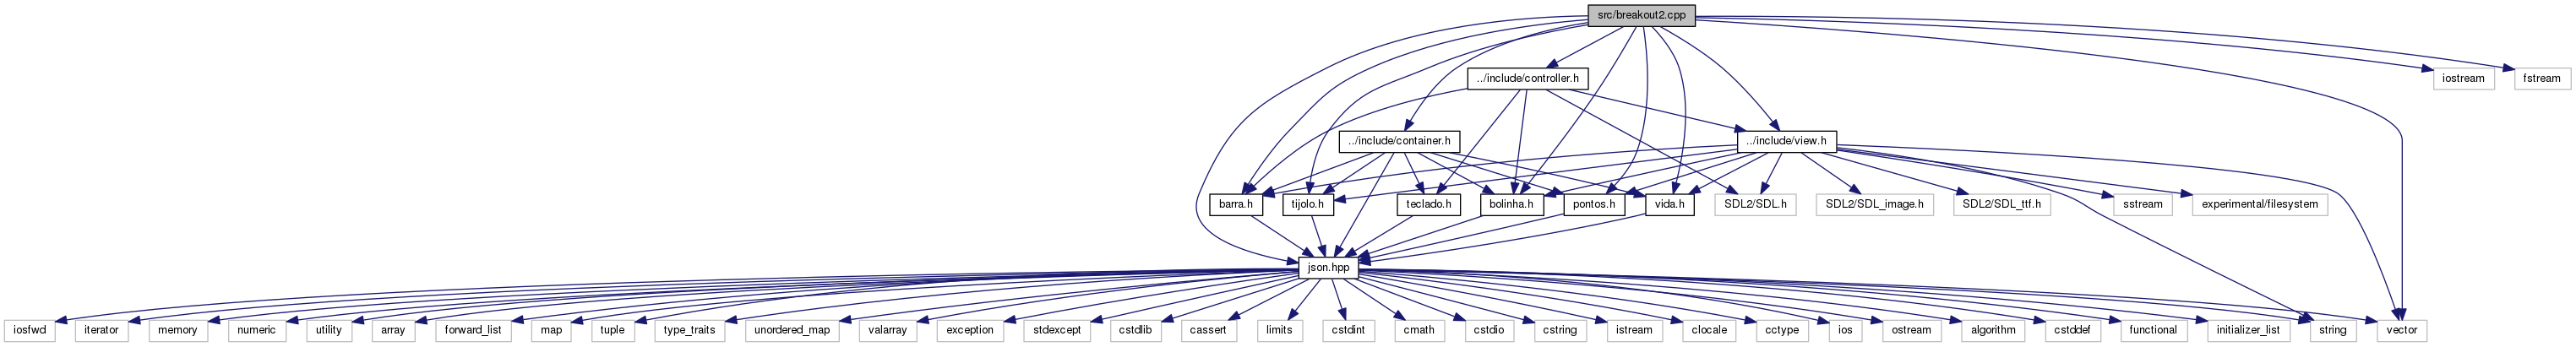 src/breakout2.cpp
../include/controller.h
iostream
fstream
../include/container.h
../include/view.h
barra.h
tijolo.h
teclado.h
bolinha.h
pontos.h
vida.h
SDL2/SDL.h
SDL2/SDL_image.h
SDL2/SDL_ttf.h
sstream
experimental/filesystem
json.hpp
iosfwd
iterator
memory
numeric
utility
array
forward_list
map
tuple
type_traits
unordered_map
valarray
exception
stdexcept
cstdlib
cassert
limits
cstdint
cmath
cstdio
cstring
istream
clocale
cctype
ios
ostream
algorithm
cstddef
functional
initializer_list
string
vector